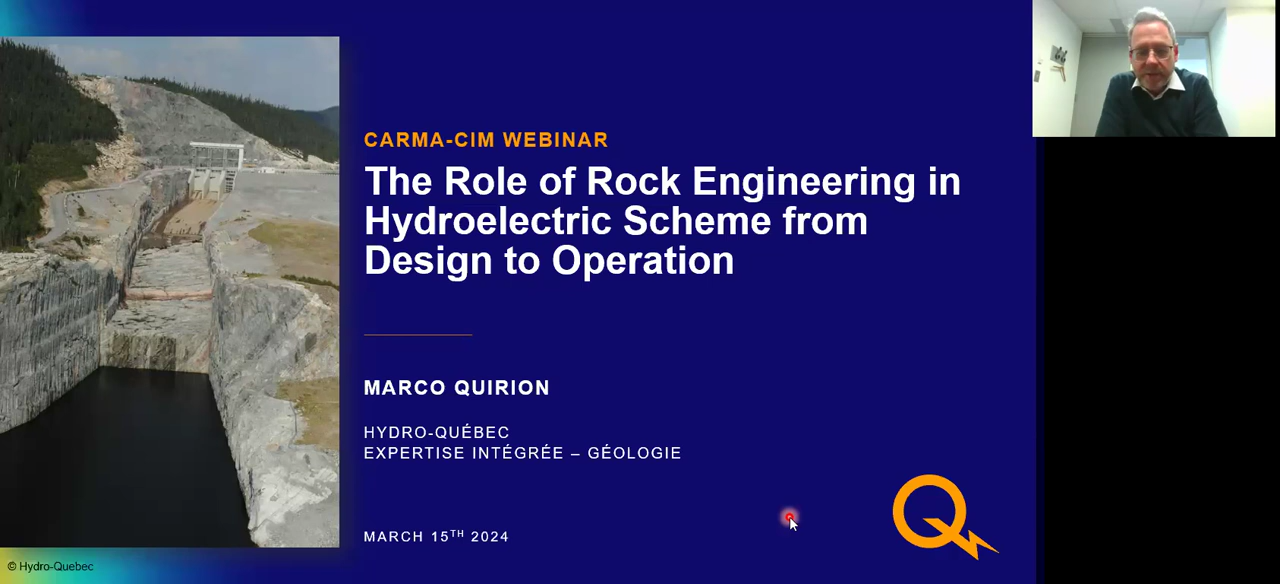 CARMA-CIM WEBINAR
The Role of Rock Engineering in
Hydroelectric Scheme from
Design to Operation
MARCO QUIRION
HYDRO-QUÉBEC
EXPERTISE INTÉGRÉE – GÉOLOGIE
MARCH 15TH 2024
© Hydro-Quebec